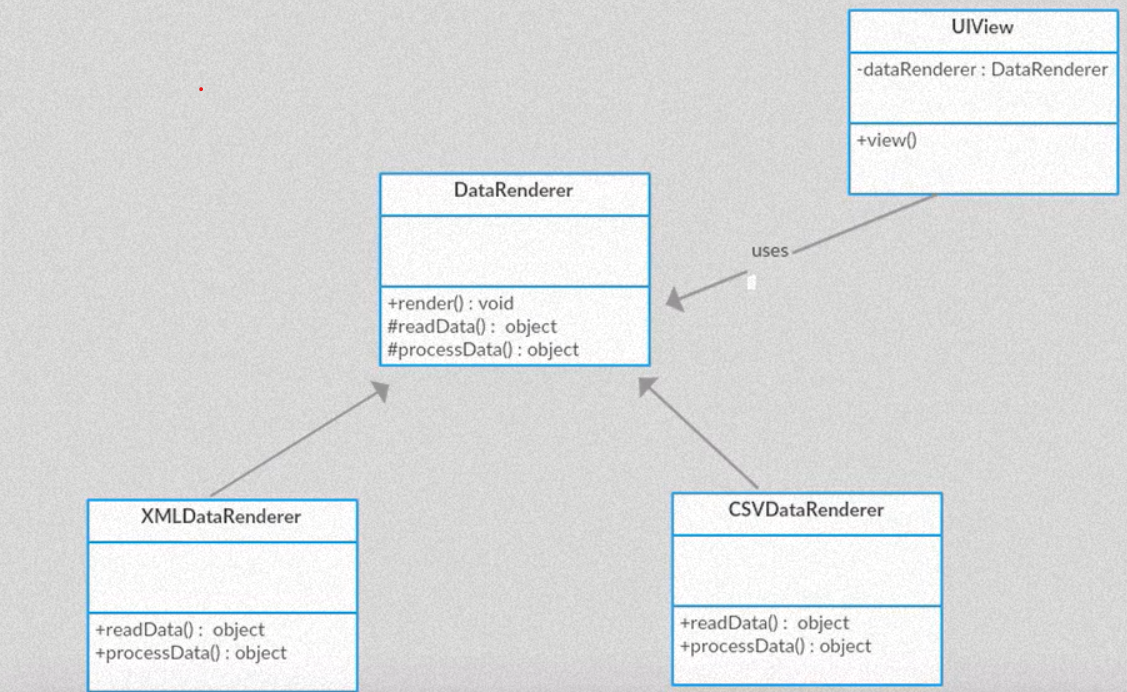 UIView
-dataRenderer : DataRenderer
+view()
DataRenderer
+render() : void
#readData() :  object
#processData() : object
uses
XMLDataRenderer
+readData() :  object
+processData() : object
CSVDataRenderer
+readData() :  object
+processData() : object